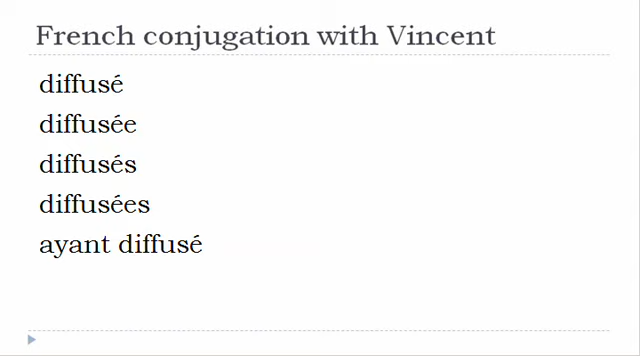 French conjugation with Vincent
diffusé
diffusée
diffusés
diffusées
ayant diffusé